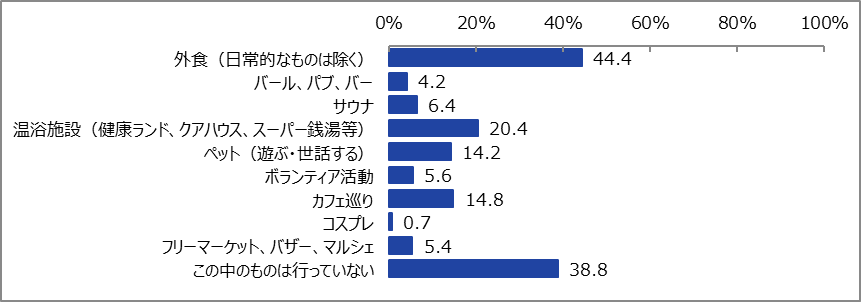 0% 20% 40% 60% 80% 100%
外食（日常的なものは除く） 44.4
バール、パブ、バー 4.2
サウナ 6.4
温浴施設（健康ランド、クアハウス、スーパー銭湯等） 20.4
ペット（遊ぶ・世話する） 14.2
ボランティア活動 5.6
カフェ巡り 14.8
コスプレ 0.7
フリーマーケット、バザー、マルシェ 5.4
この中のものは行っていない 38.8